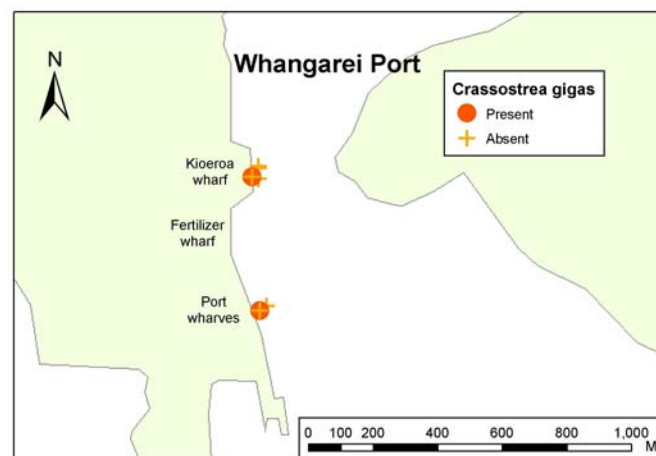 Whangarei Port
N
Crassostrea gigas
Present
Absent
Kioeroa
wharf
Fertilizer
wharf
Port
wharves
0 100 200 400 600 800 1,000
M